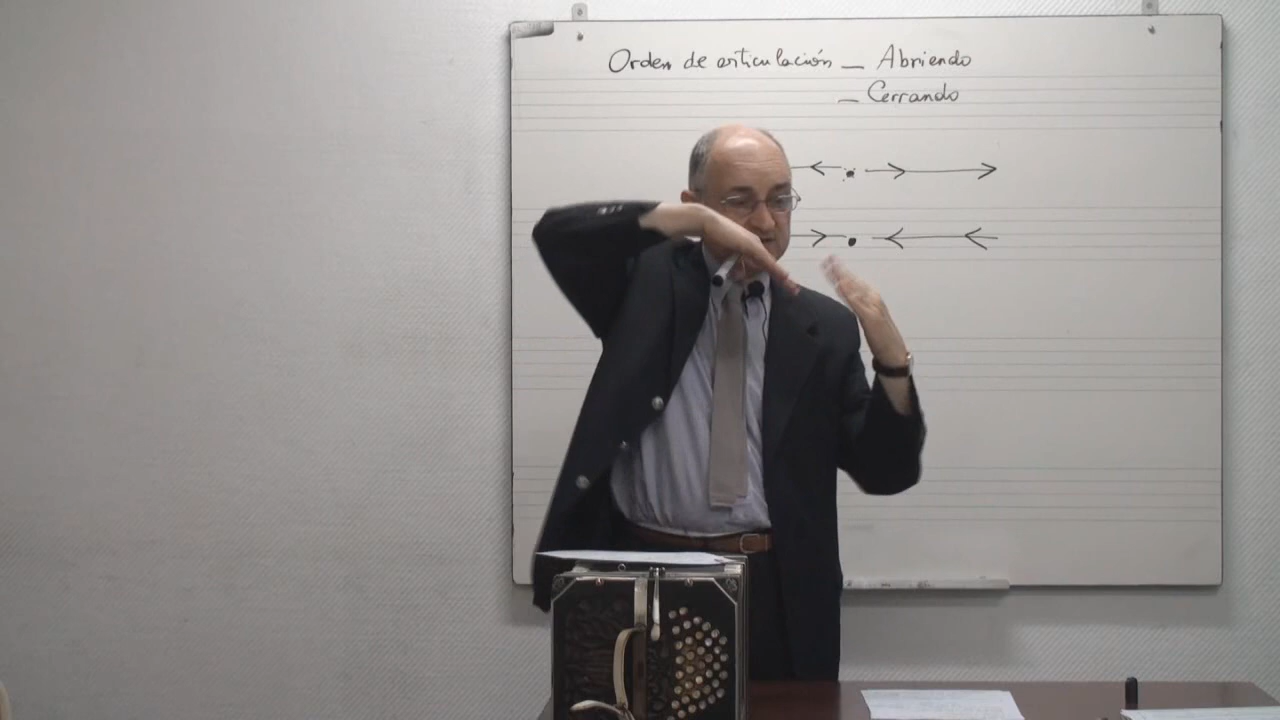 Orden de articulación — Abriendo
— Cerrando